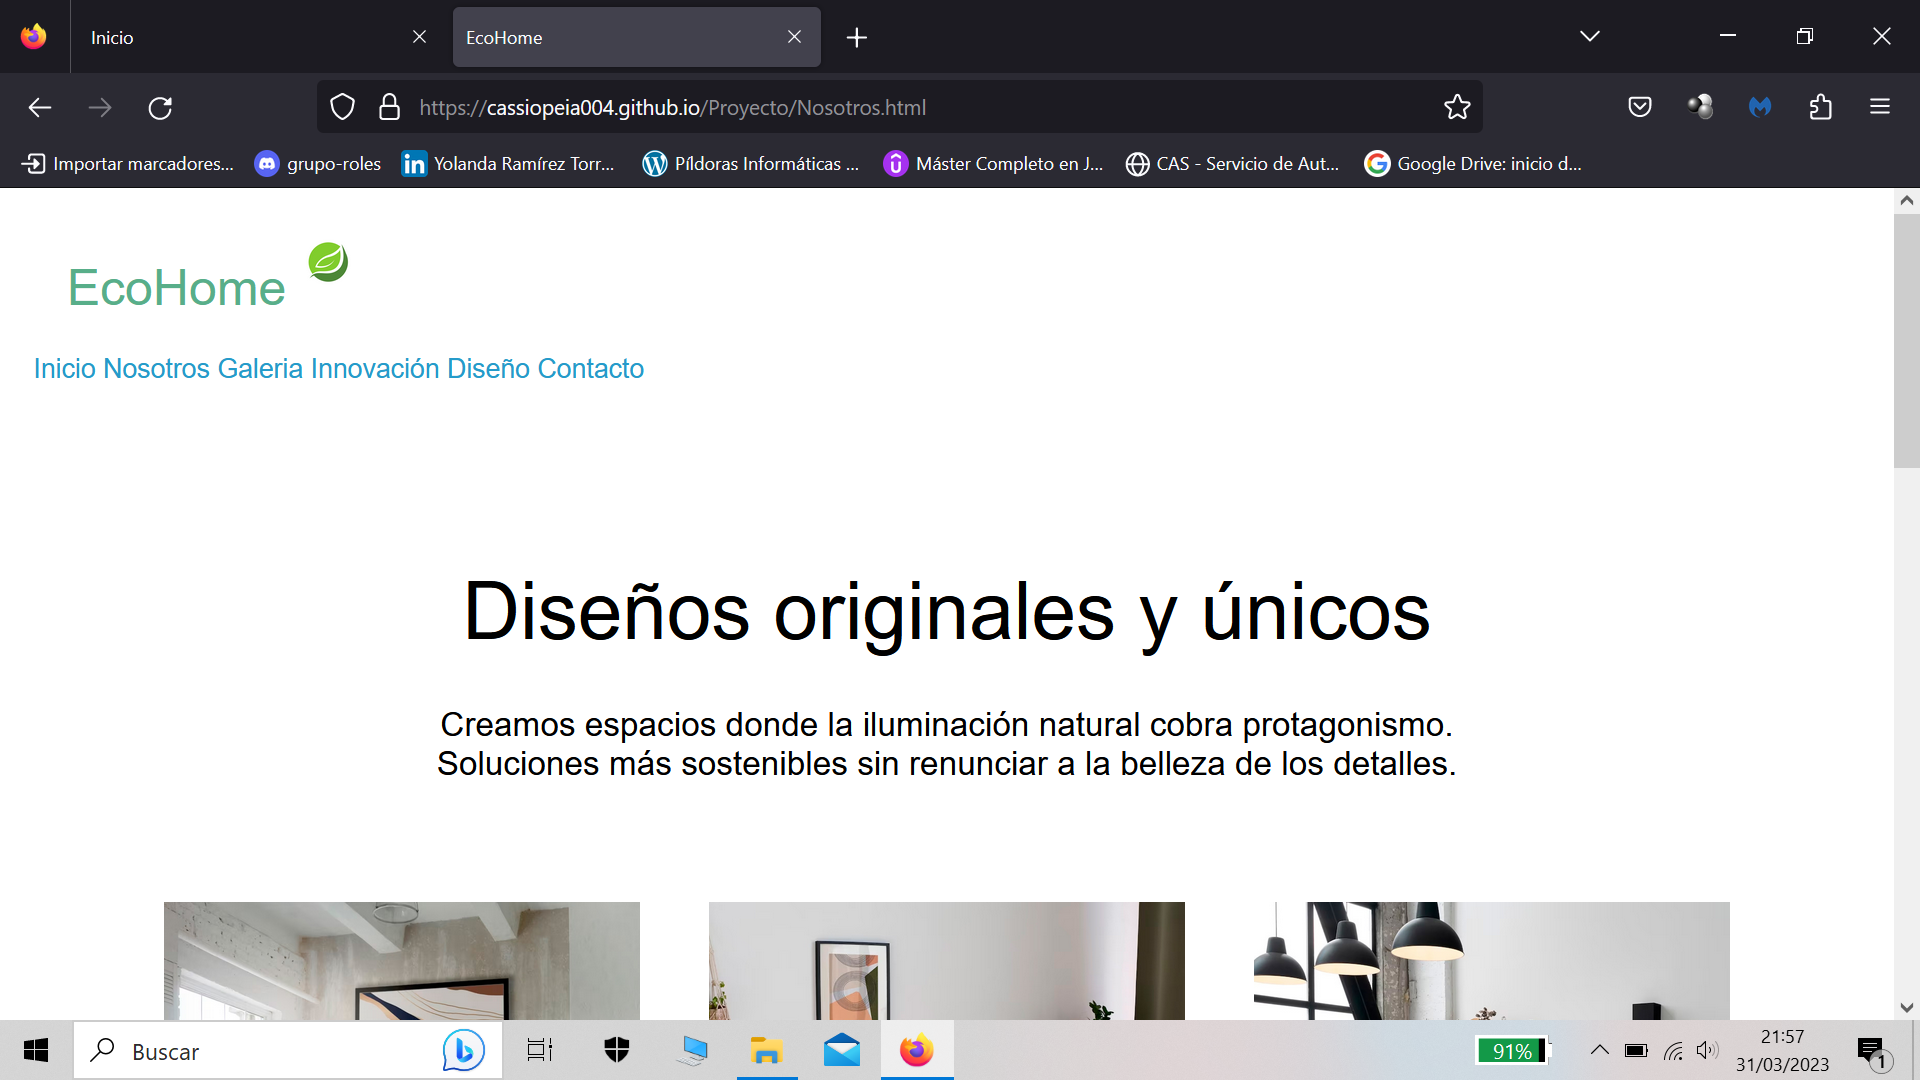 Inicio
EcoHome
https://cassiopeia004.github.io/Proyecto/Nosotros.html
Importar marcadores... grupo-roles Yolanda Ramírez Torr... Píldoras Informáticas ... Máster Completo en J... CAS - Servicio de Aut... Google Drive: inicio d...
EcoHome
Inicio Nosotros Galeria Innovación Diseño Contacto
Diseños originales y únicos
Creamos espacios donde la iluminación natural cobra protagonismo.
Soluciones más sostenibles sin renunciar a la belleza de los detalles.
Buscar
91%
21:57
31/03/2023
1